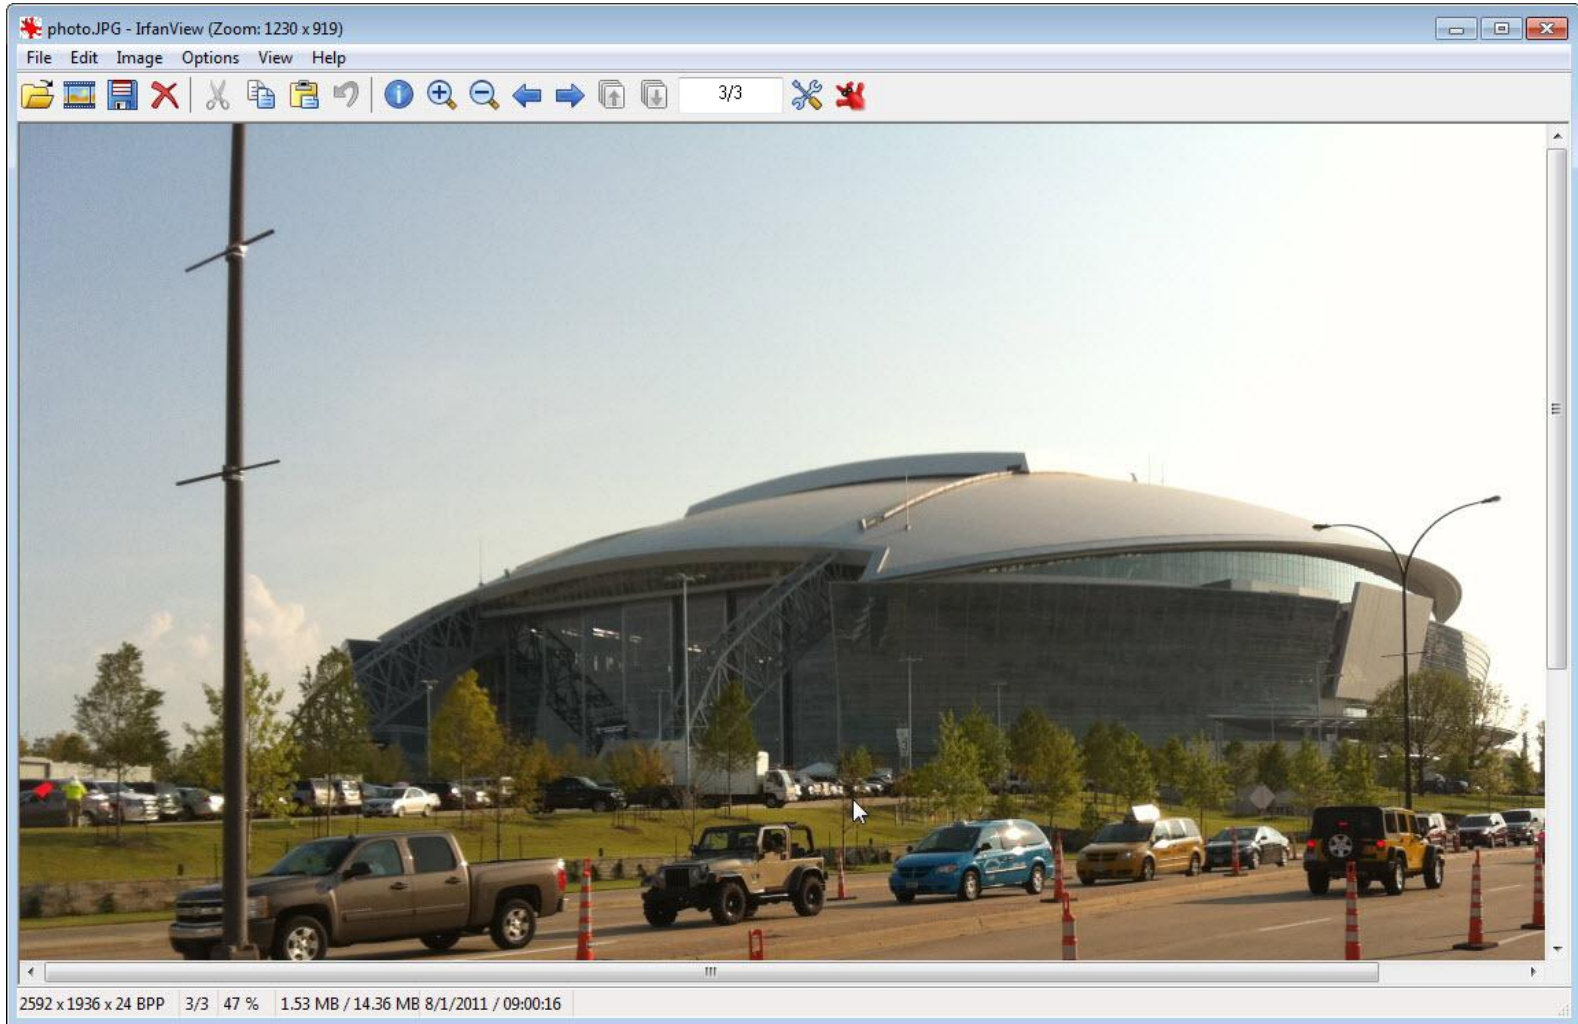 photo.JPG - IrfanView (Zoom: 1230 x 919)
File Edit Image Options View Help
3/3
2592 x 1936 x 24 BPP 3/3 47 % 1.53 MB / 14.36 MB 8/1/2011 / 09:00:16